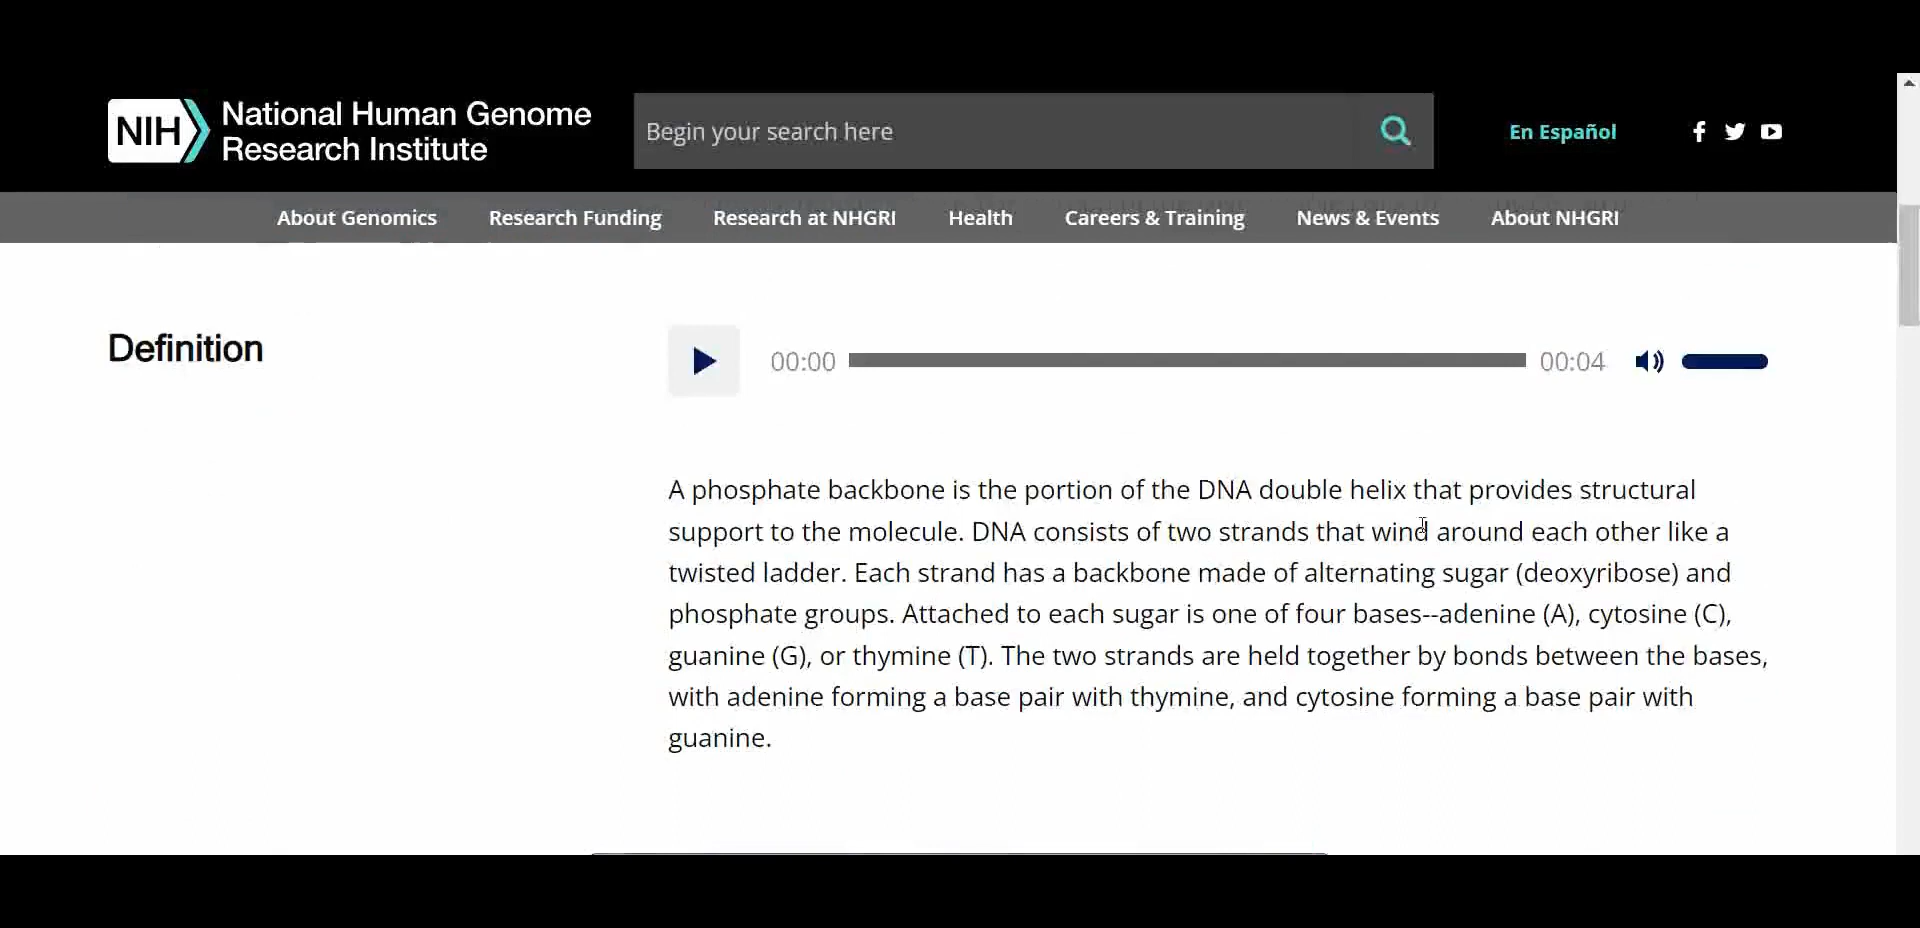 NIH National Human Genome
Research Institute
Begin your search here
En Español
About Genomics Research Funding Research at NHGRI Health Careers & Training News & Events About NHGRI
Definition
00:00 00:04
A phosphate backbone is the portion of the DNA double helix that provides structural
support to the molecule. DNA consists of two strands that wind around each other like a
twisted ladder. Each strand has a backbone made of alternating sugar (deoxyribose) and
phosphate groups. Attached to each sugar is one of four bases--adenine (A), cytosine (C),
guanine (G), or thymine (T). The two strands are held together by bonds between the bases,
with adenine forming a base pair with thymine, and cytosine forming a base pair with
guanine.